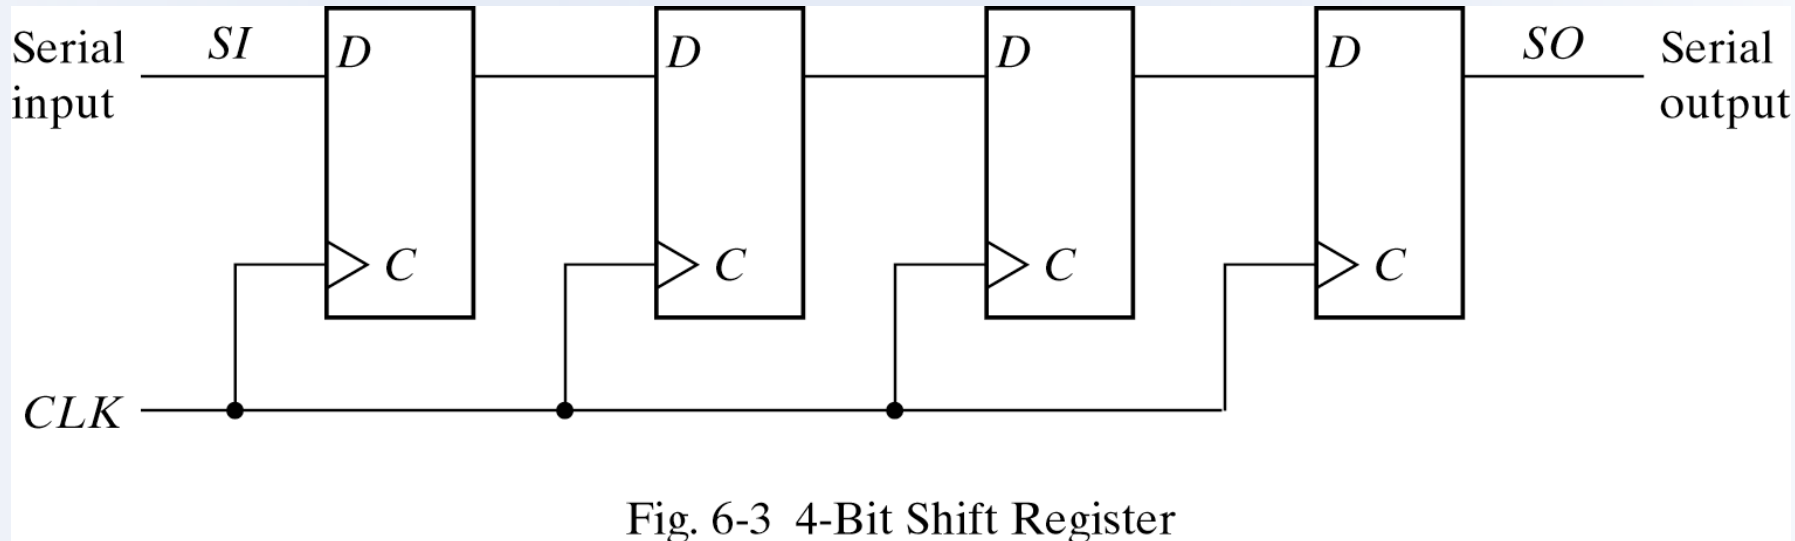 Serial input
SI
D
D
D
D
SO
Serial output
C
C
C
C
CLK
Fig. 6-3 4-Bit Shift Register